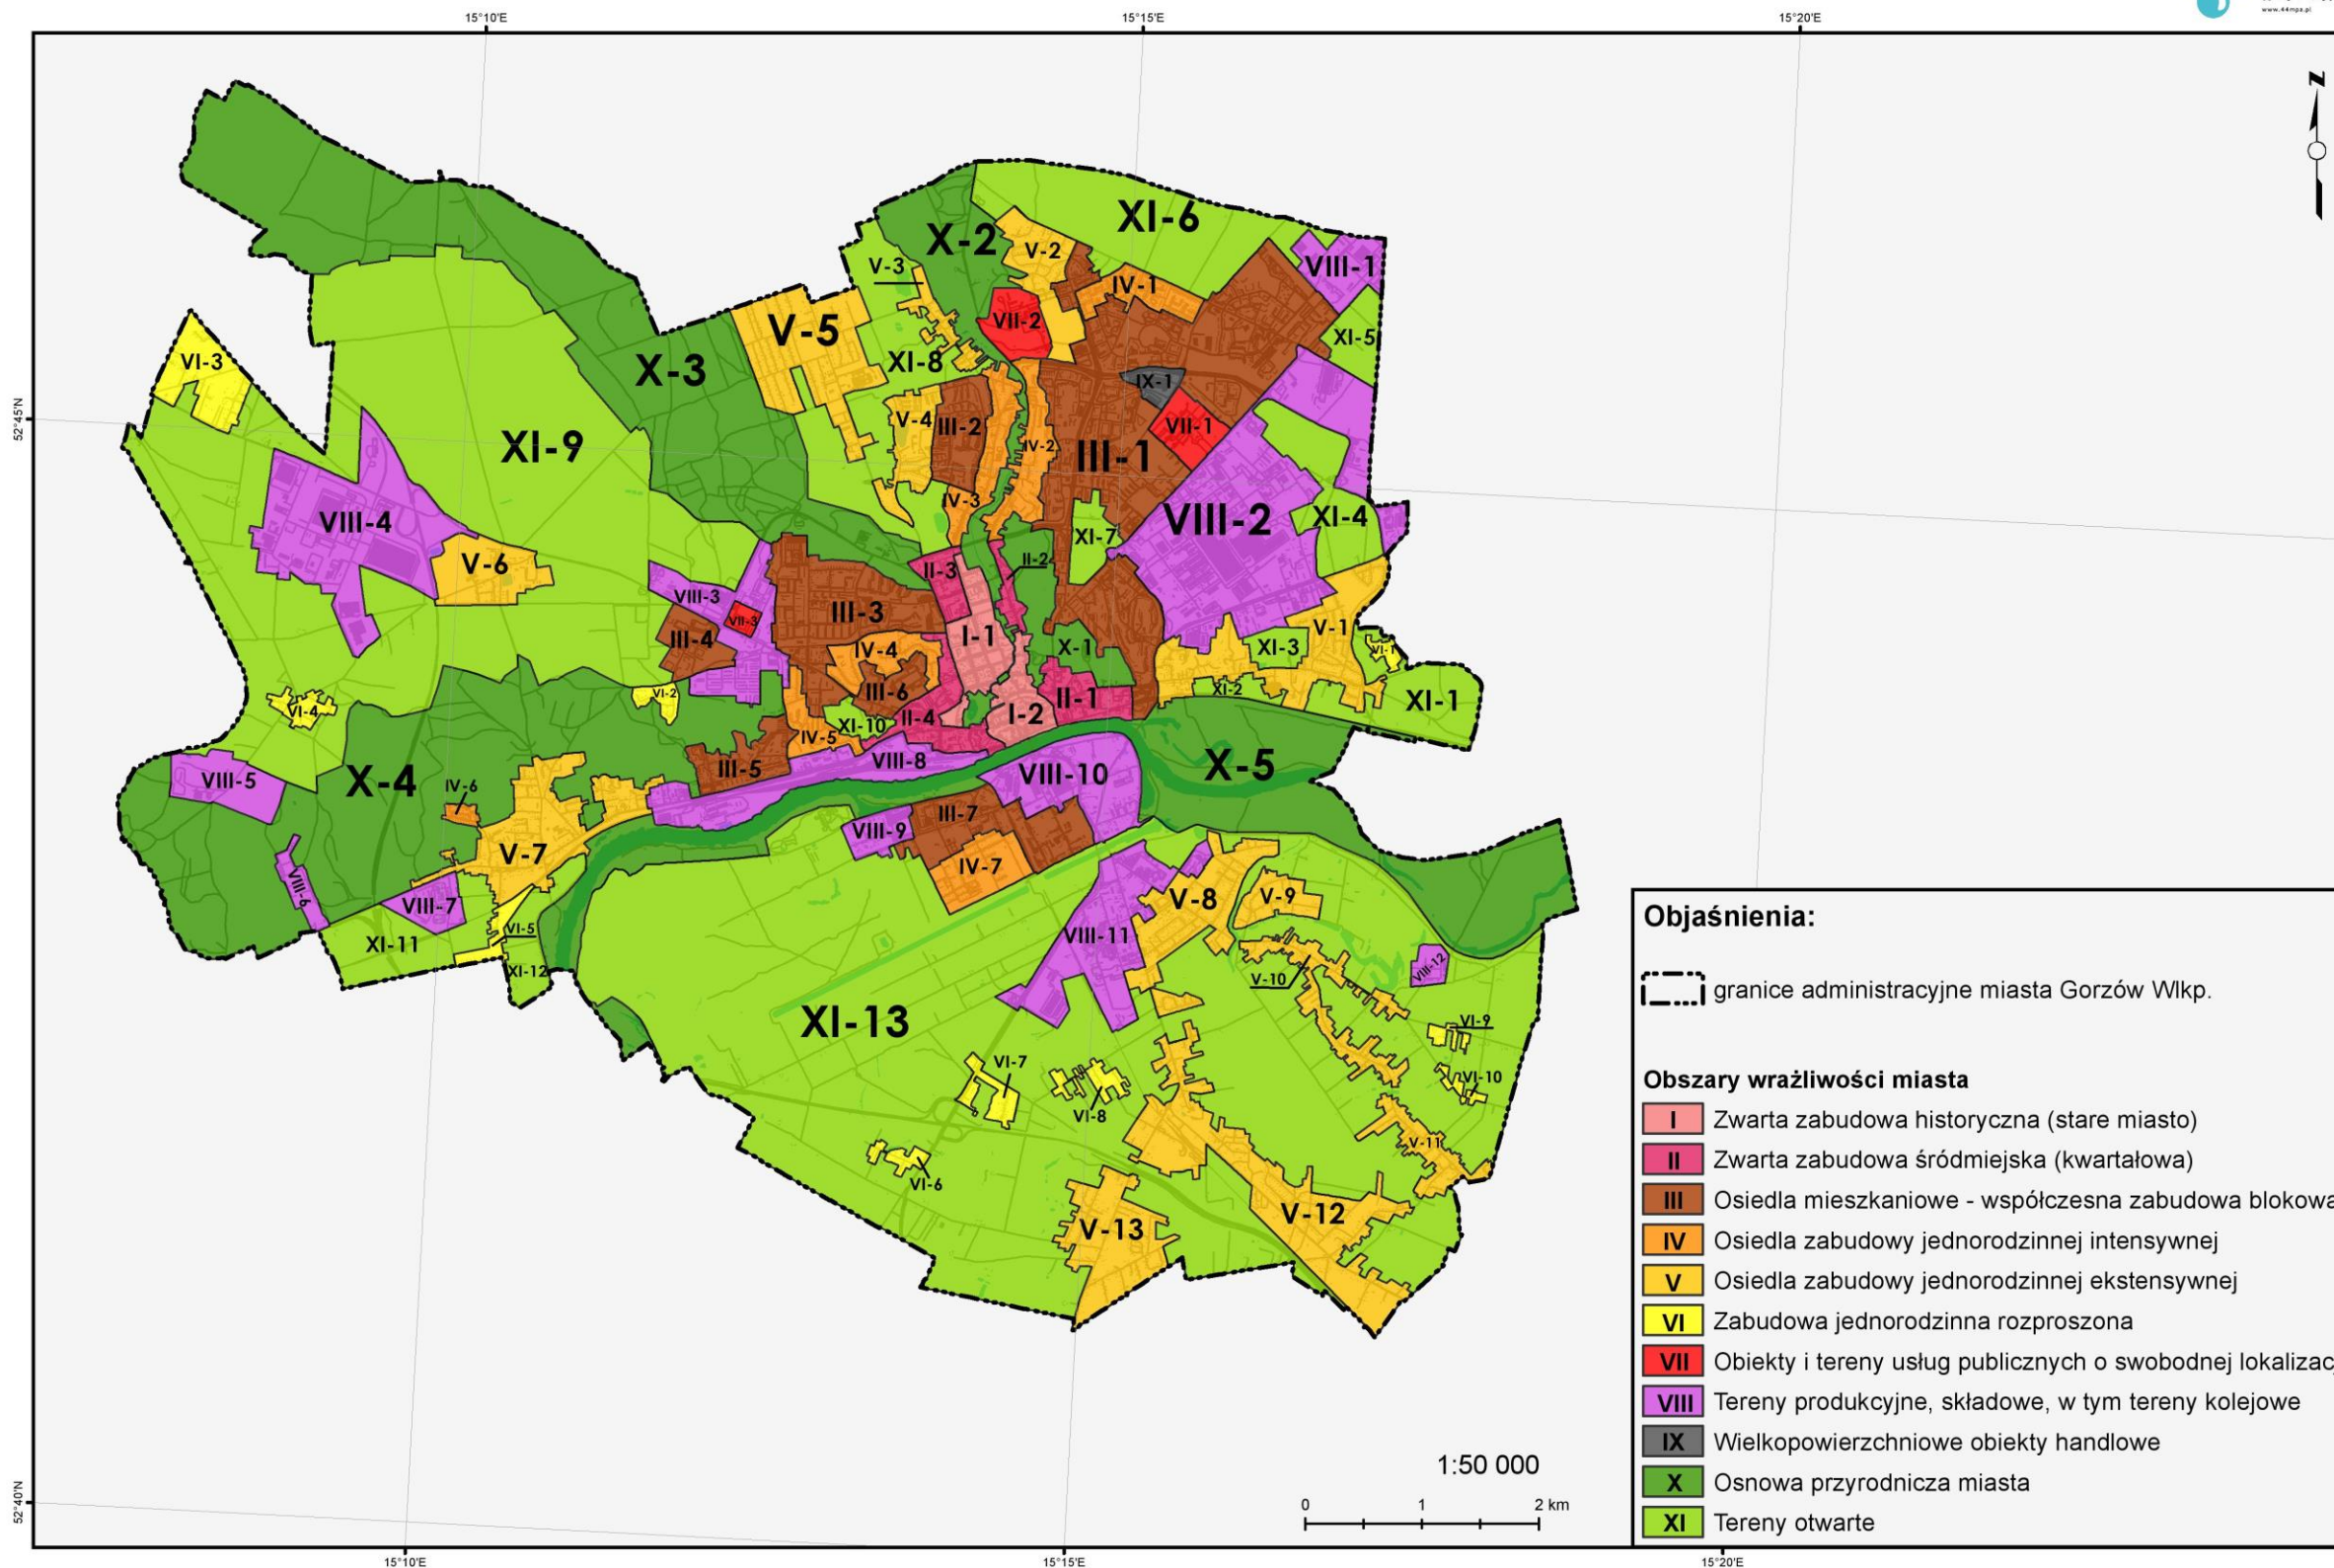 15°10'E
15°15'E
15°20'E
www.44mpa.pl
N
52°45'N
52°40'N
XI-6
X-2
V-2
V-3
VIII-1
IV-1
VII-2
V-5
XI-5
XI-8
X-3
VI-3
IX-1
V-4
III-2
VII-1
XI-9
IV-2
III-1
IV-3
VIII-4
VIII-2
XI-4
XI-7
V-6
II-3
II-2
VIII-3
III-3
VII-3
V-1
III-4
I-1
X-1
XI-3
VI-1
IV-4
VI-2
III-6
XI-2
XI-1
II-1
VI-4
II-4
I-2
XI-10
IV-5
VIII-8
III-5
X-5
VIII-10
VIII-5
X-4
IV-6
III-7
VIII-9
V-7
IV-7
VIII-6
V-8
V-9
VIII-7
VI-5
VIII-11
XI-11
XI-12
VIII-12
V-10
XI-13
VI-9
VI-7
VI-10
VI-8
V-11
VI-6
V-12
V-13
Objaśnienia:
granice administracyjne miasta Gorzów Wlkp.
Obszary wrażliwości miasta
I Zwarta zabudowa historyczna (stare miasto)
II Zwarta zabudowa śródmiejska (kwartałowa)
III Osiedla mieszkaniowe - współczesna zabudowa blokowa
IV Osiedla zabudowy jednorodzinnej intensywnej
V Osiedla zabudowy jednorodzinnej ekstensywnej
VI Zabudowa jednorodzinna rozproszona
VII Obiekty i tereny usług publicznych o swobodnej lokalizac
VIII Tereny produkcyjne, składowe, w tym tereny kolejowe
IX Wielkopowierzchniowe obiekty handlowe
X Osnowa przyrodnicza miasta
XI Tereny otwarte
1:50 000
0 1 2 km
15°10'E
15°15'E
15°20'E